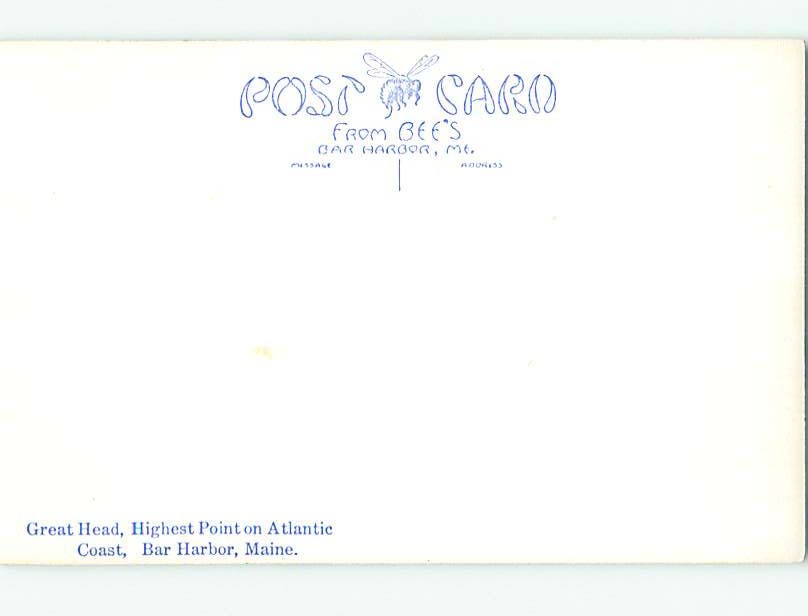 POST CARD
FROM BEE'S
BAR HARBOR, ME.
MESSAGE ADDRESS
Great Head, Highest Point on Atlantic
Coast, Bar Harbor, Maine.